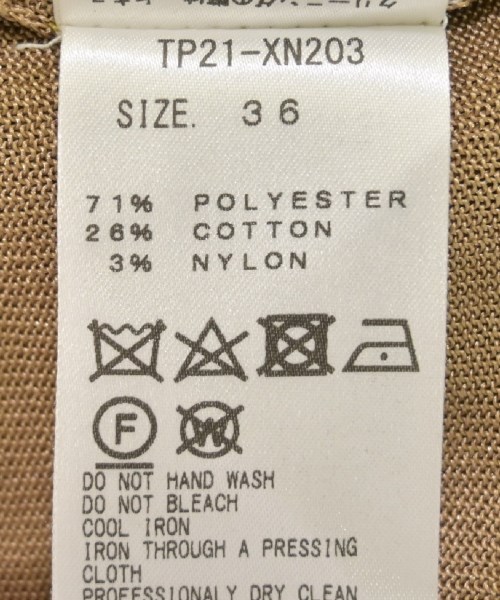 TP21-XN203
SIZE. 36
71% POLYESTER
26% COTTON
3% NYLON
F
W
DO NOT HAND WASH
DO NOT BLEACH
COOL IRON
IRON THROUGH A PRESSING
CLOTH
PROFESSIONALY DRY CLEAN